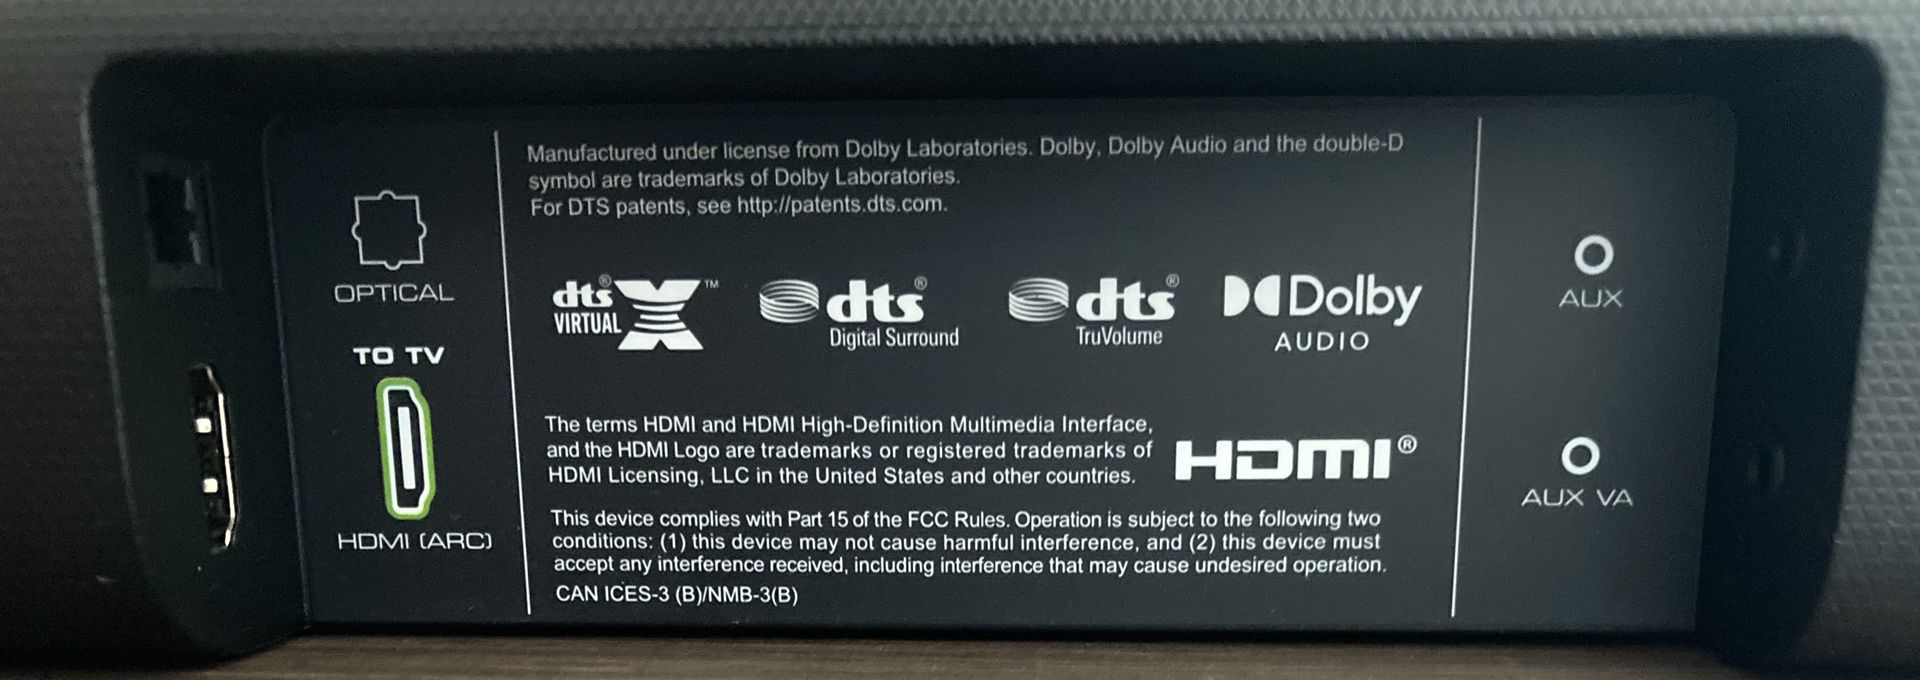 OPTICAL
TO TV
HDMI (ARC)
Manufactured under license from Dolby Laboratories. Dolby, Dolby Audio and the double-D
symbol are trademarks of Dolby Laboratories.
For DTS patents, see http://patents.dts.com.
dts® X™
VIRTUAL
dts®
Digital Surround
dts®
TruVolume
Dolby
AUDIO
The terms HDMI and HDMI High-Definition Multimedia Interface,
and the HDMI Logo are trademarks or registered trademarks of
HDMI Licensing, LLC in the United States and other countries.
HDMI®
This device complies with Part 15 of the FCC Rules. Operation is subject to the following two
conditions: (1) this device may not cause harmful interference, and (2) this device must
accept any interference received, including interference that may cause undesired operation.
CAN ICES-3 (B)/NMB-3(B)
AUX
AUX VA